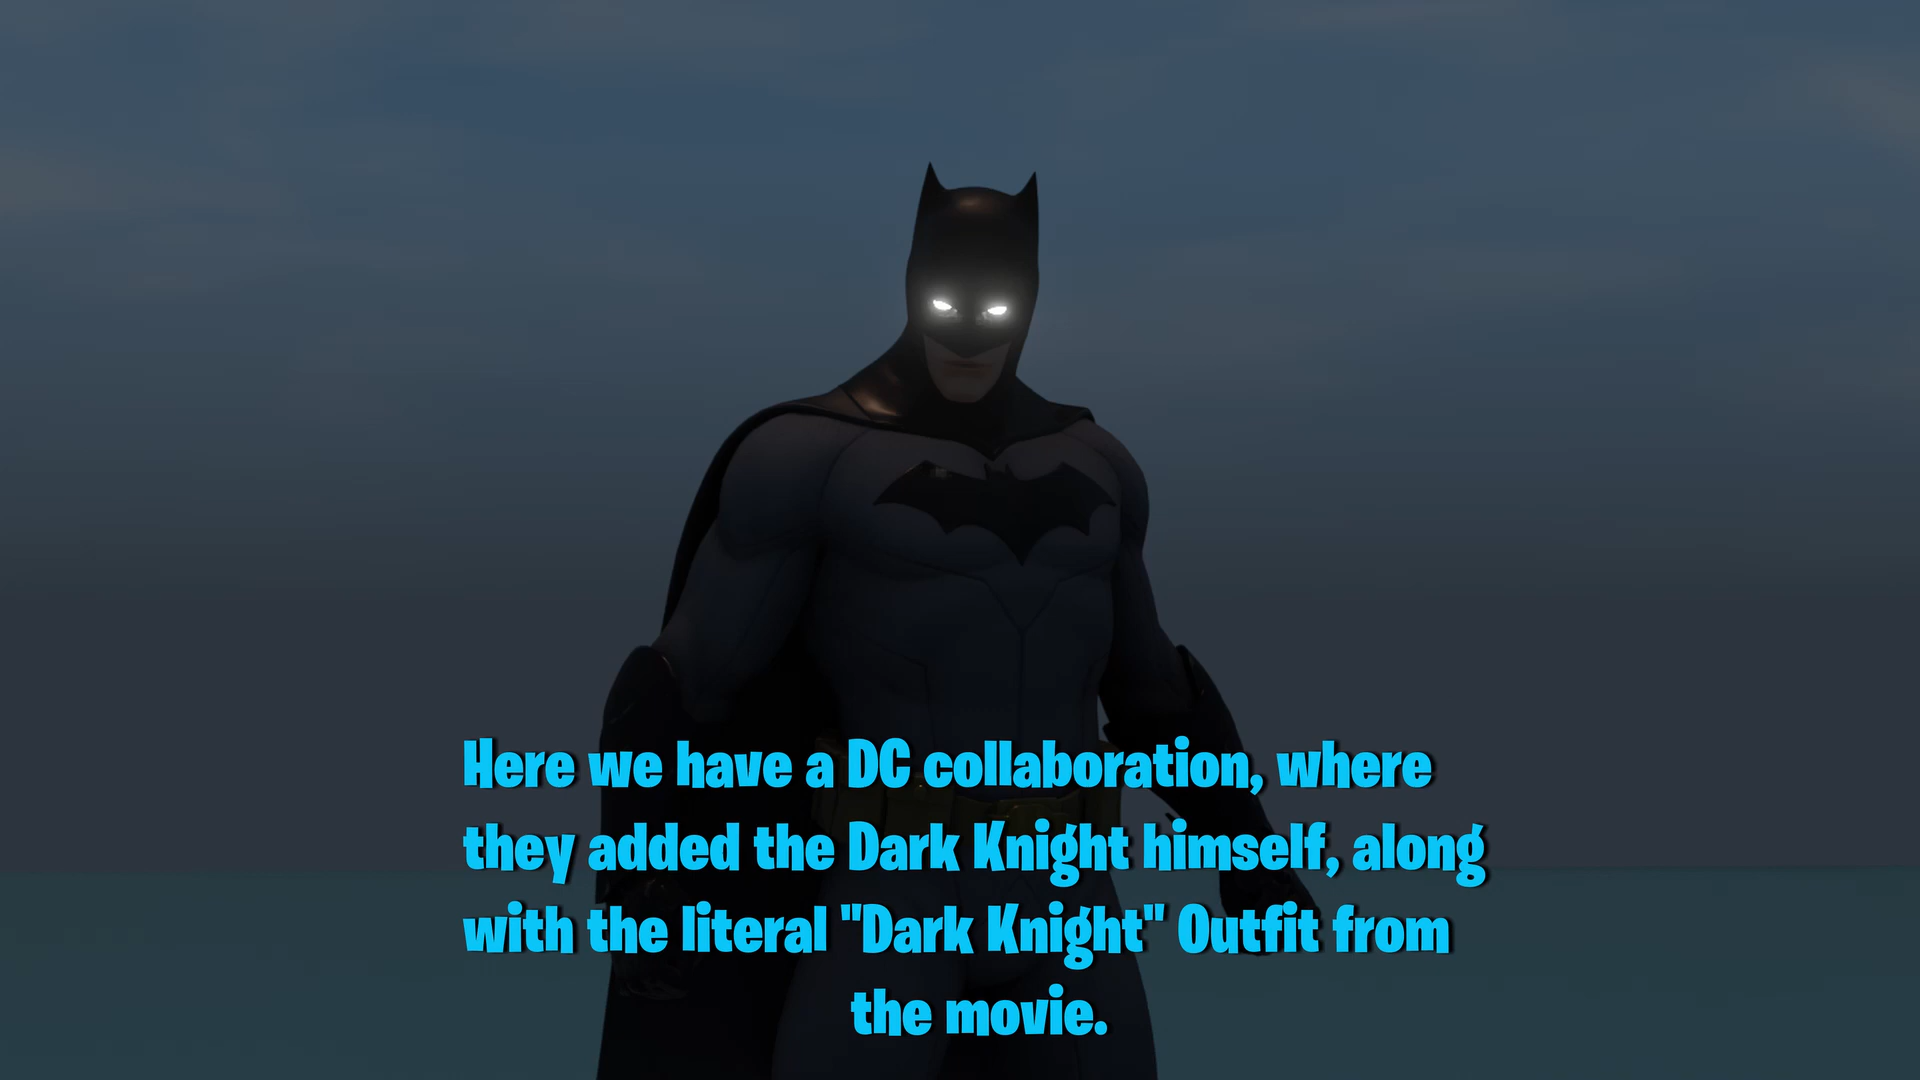 Here we have a DC collaboration, where
they added the Dark Knight himself, along
with the literal "Dark Knight" Outfit from
the movie.